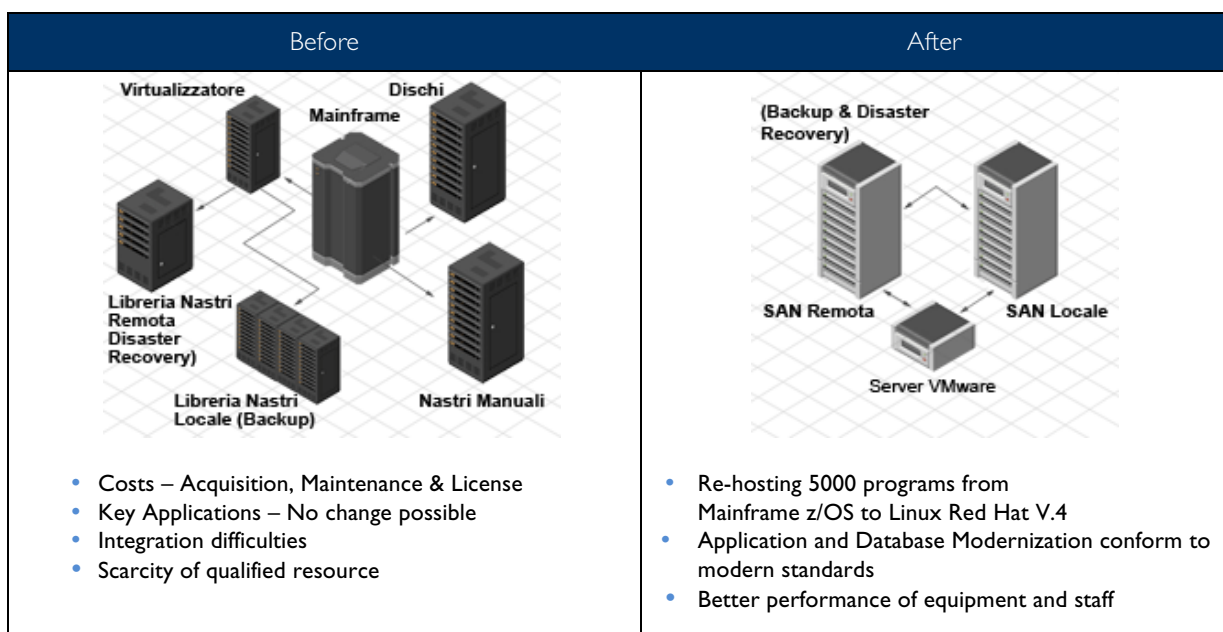 Before
After
Virtualizzatore
Dischi
Mainframe
Libreria Nastri
Remota
Disaster
Recovery)
Libreria Nastri
Locale (Backup)
Nastri Manuali
• Costs – Acquisition, Maintenance & License
• Key Applications – No change possible
• Integration difficulties
• Scarcity of qualified resource
(Backup & Disaster
Recovery)
SAN Remota
SAN Locale
Server VMware
• Re-hosting 5000 programs from
Mainframe z/OS to Linux Red Hat V.4
• Application and Database Modernization conform to
modern standards
• Better performance of equipment and staff